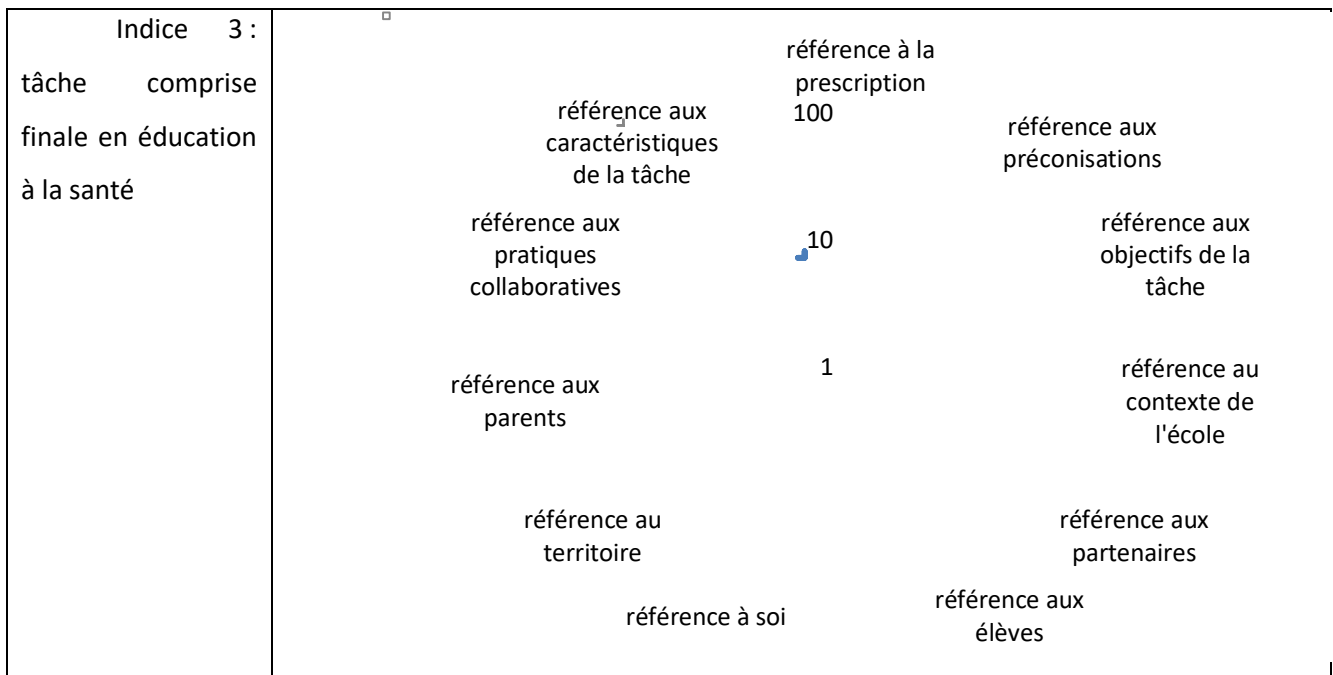 Indice 3 :
tâche comprise
finale en éducation
à la santé
référence à la
prescription
100
référence aux
préconisations
référence aux
objectifs de la
tâche
référence au
contexte de
l'école
référence aux
partenaires
référence aux
élèves
référence à soi
référence au
territoire
référence aux
parents
référence aux
pratiques
collaboratives
référence aux
caractéristiques
de la tâche
10
1